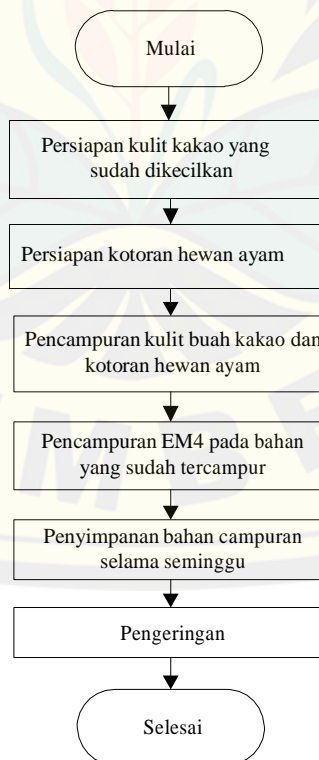 Mulai
Persiapan kulit kakao yang
sudah dikecilkan
Persiapan kotoran hewan ayam
Pencampuran kulit buah kakao dan
kotoran hewan ayam
Pencampuran EM4 pada bahan
yang sudah tercampur
Penyimpanan bahan campuran
selama seminggu
Pengeringan
Selesai